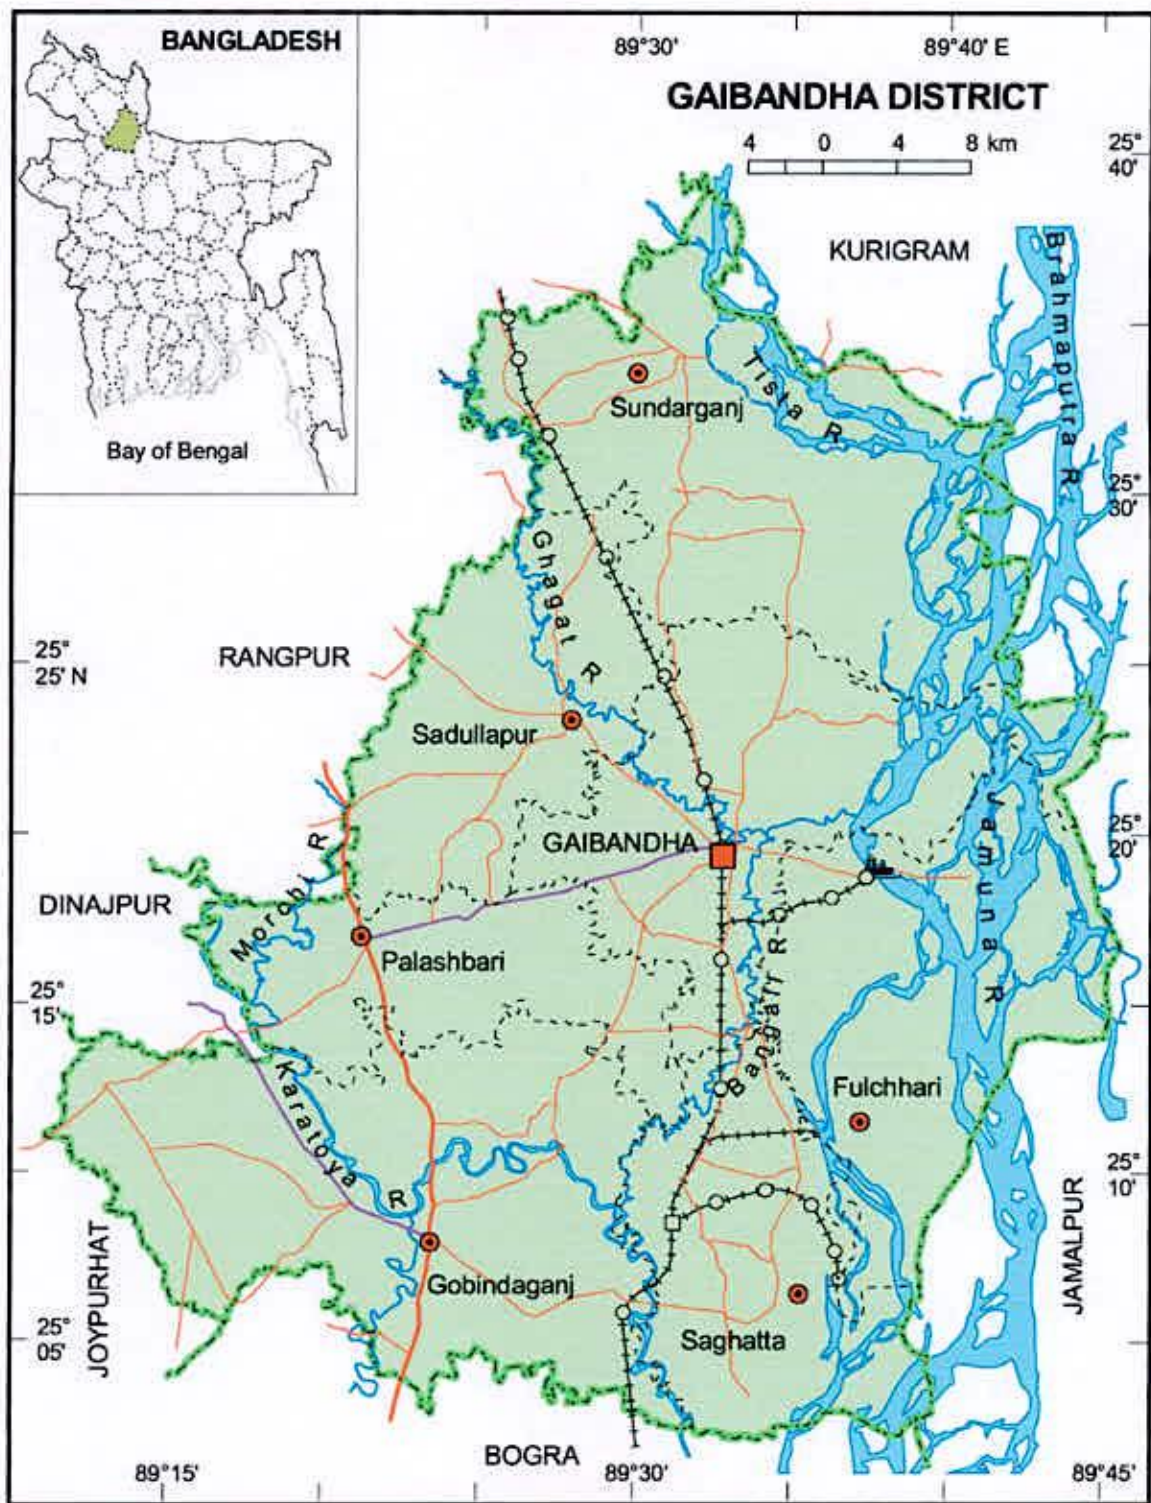 BANGLADESH
Bay of Bengal
89°30'
89°40' E
GAIBANDHA DISTRICT
4 0 4 8 km
25°
40'
KURIGRAM
Brahmaputra R
Tista R
Sundarganj
25°
30'
Ghagat R
25°
25' N
RANGPUR
Sadullapur
GAIBANDHA
25°
20'
Jamuna R
Morobi R
DINAJPUR
Palashbari
Bangali R
25°
15'
Karatoya R
Fulchhari
25°
10'
JOYPURHAT
Gobindaganj
JAMALPUR
25°
05'
Saghatta
BOGRA
89°15'
89°30'
89°45'